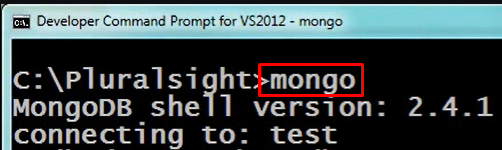 Developer Command Prompt for VS2012 - mongo
C:\Pluralsight>mongo
MongoDB shell version: 2.4.1
connecting to: test